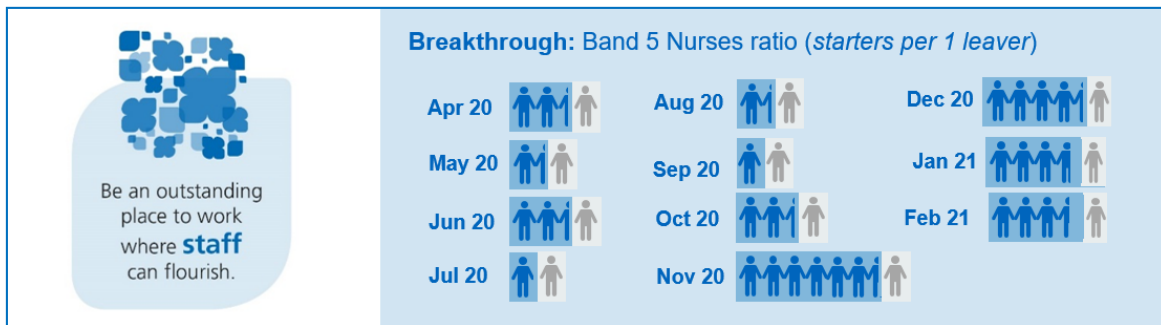 Be an outstanding
place to work
where staff
can flourish.
Breakthrough: Band 5 Nurses ratio (starters per 1 leaver)
Apr 20
May 20
Jun 20
Jul 20
Aug 20
Sep 20
Oct 20
Nov 20
Dec 20
Jan 21
Feb 21